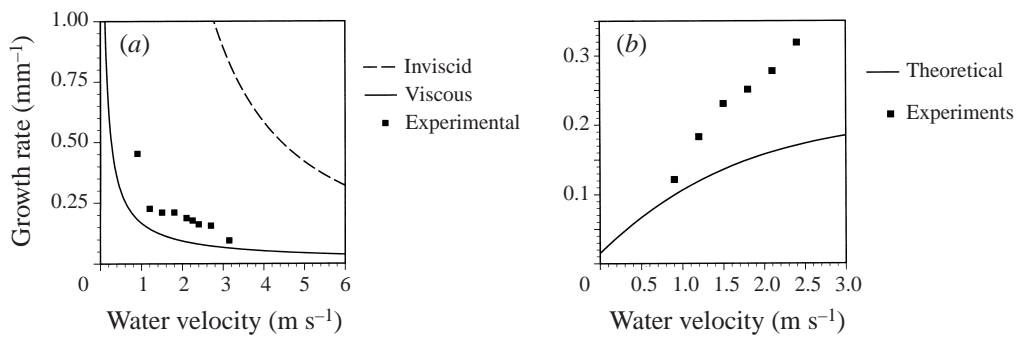 1.00
(a)
0.75
0.50
0.25
0
0 1 2 3 4 5 6
Growth rate (mm⁻¹)
Water velocity (m s⁻¹)
Inviscid
Viscous
Experimental
(b)
0.3
0.2
0.1
0 0.5 1.0 1.5 2.0 2.5 3.0
Water velocity (m s⁻¹)
Theoretical
Experiments